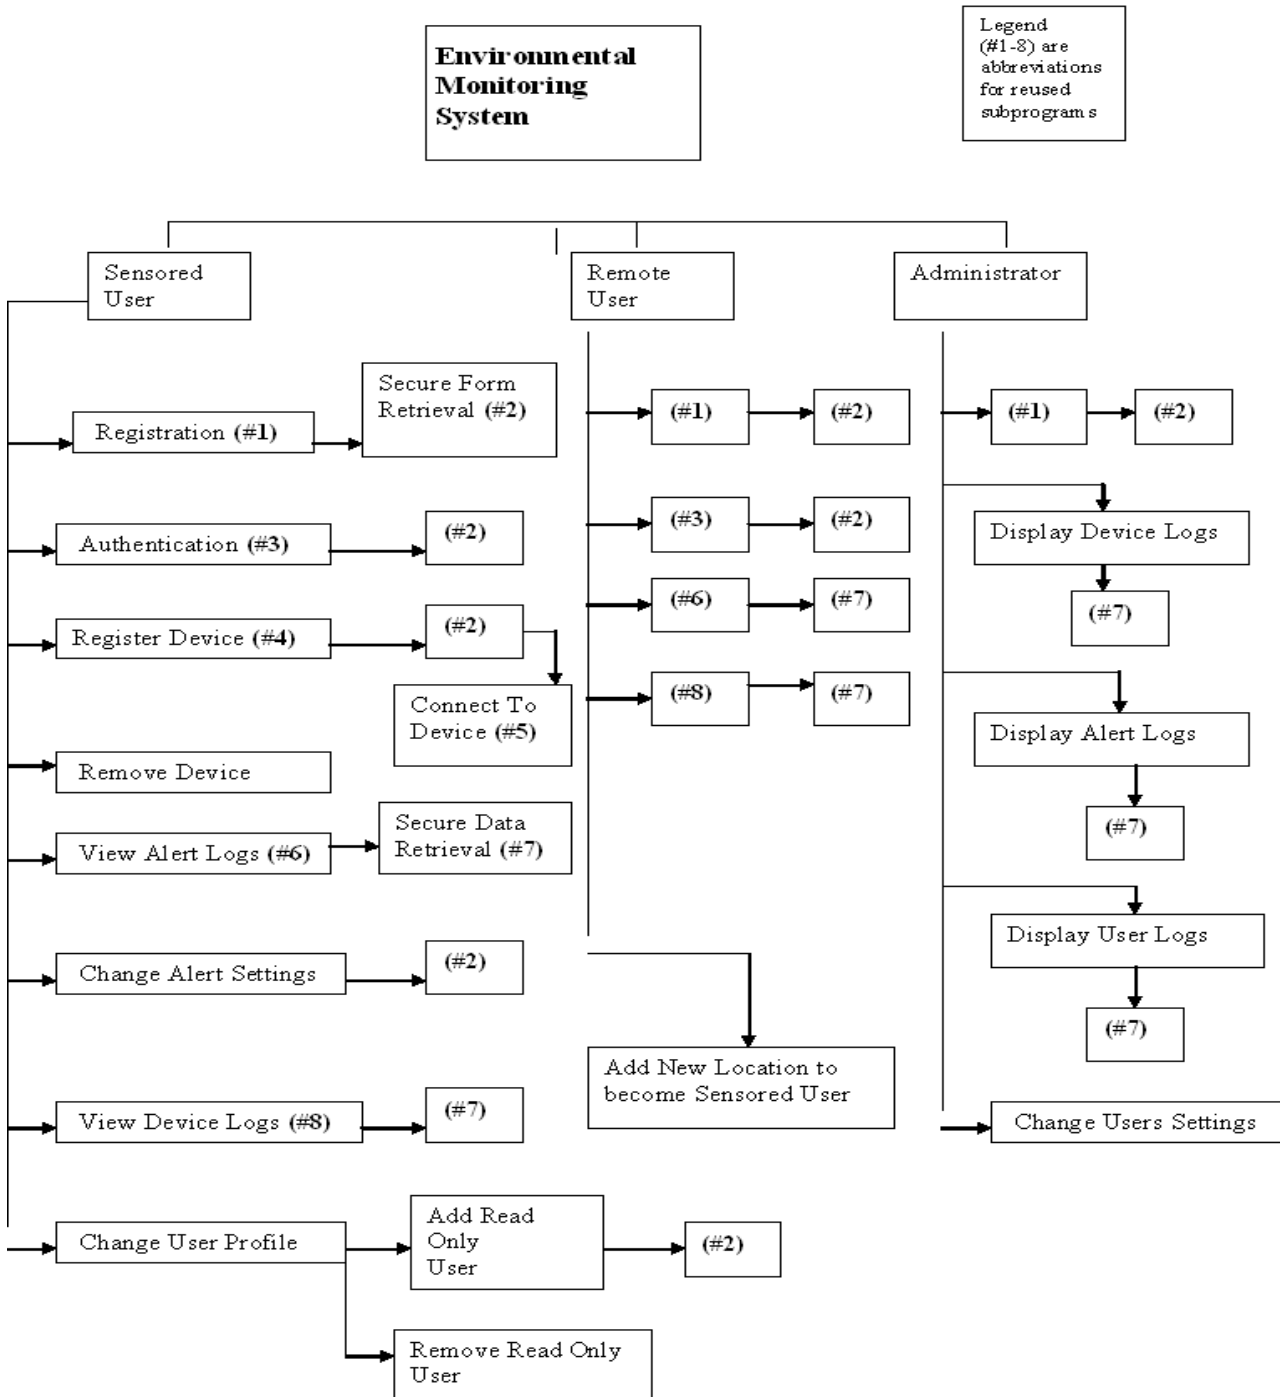 Environmental
Monitoring
System
Legend
(#1-8) are
abbreviations
for reused
subprograms
Sensored
User
Remote
User
Administrator
Secure Form
Retrieval (#2)
Registration (#1)
(#1)
(#2)
(#1)
(#2)
Authentication (#3)
(#2)
(#3)
(#2)
Display Device Logs
(#7)
Register Device (#4)
(#2)
(#6)
(#7)
Connect To
Device (#5)
(#8)
(#7)
Display Alert Logs
(#7)
Remove Device
View Alert Logs (#6)
Secure Data
Retrieval (#7)
Display User Logs
(#7)
Change Alert Settings
(#2)
Add New Location to
become Sensored User
View Device Logs (#8)
(#7)
Change Users Settings
Change User Profile
Add Read
Only
User
(#2)
Remove Read Only
User